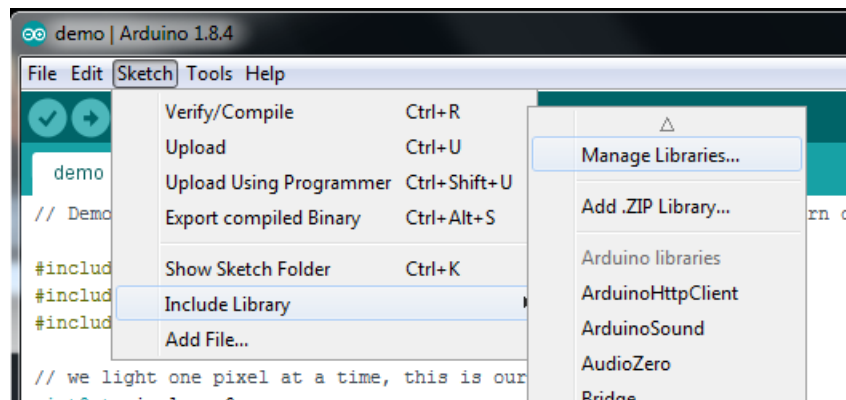 demo | Arduino 1.8.4
File Edit Sketch Tools Help
Verify/Compile Ctrl+R
Upload Ctrl+U
Upload Using Programmer Ctrl+Shift+U
Export compiled Binary Ctrl+Alt+S
Show Sketch Folder Ctrl+K
Include Library
Add File...
Manage Libraries...
Add .ZIP Library...
Arduino libraries
ArduinoHttpClient
ArduinoSound
AudioZero
Bridge
demo
// Demo
#includ
#includ
#includ
// we light one pixel at a time, this is our